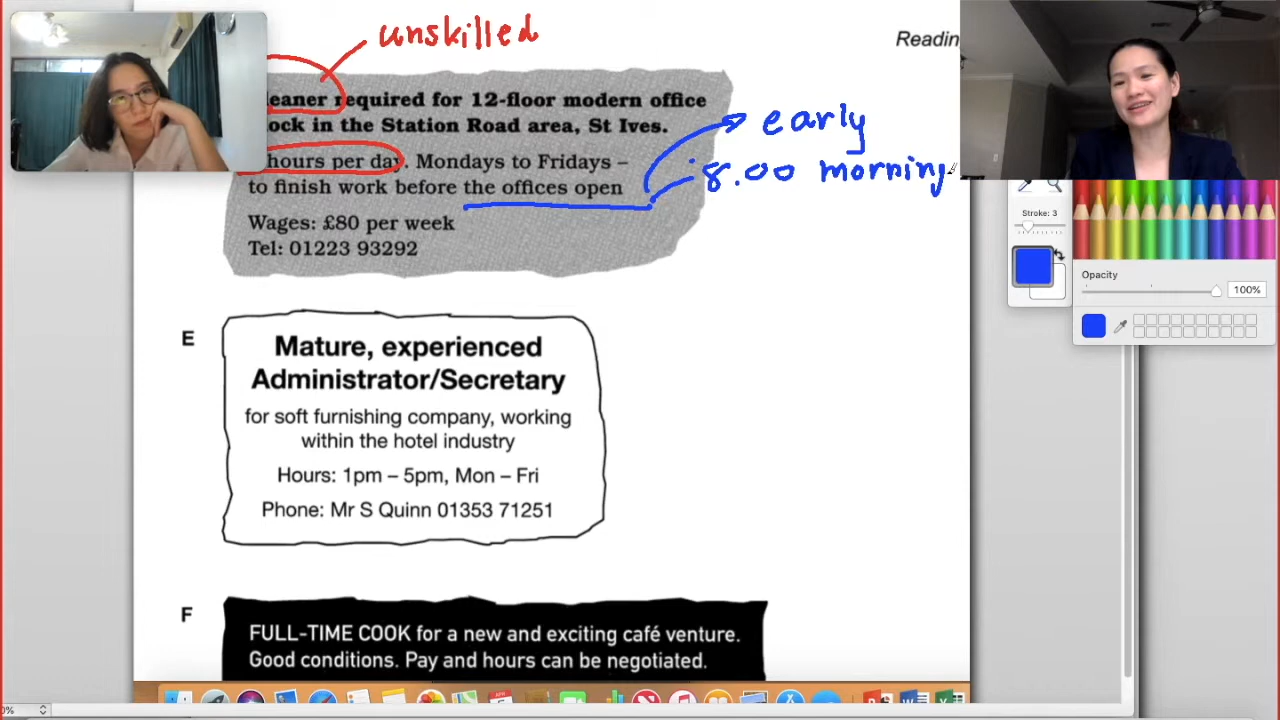 unskilled
Reading
leaner required for 12-floor modern office
lock in the Station Road area, St Ives.
hours per day. Mondays to Fridays –
to finish work before the offices open
Wages: £80 per week
Tel: 01223 93292
early
8.00 morning
E
Mature, experienced
Administrator/Secretary
for soft furnishing company, working
within the hotel industry
Hours: 1pm – 5pm, Mon – Fri
Phone: Mr S Quinn 01353 71251
F
FULL-TIME COOK for a new and exciting café venture.
Good conditions. Pay and hours can be negotiated.
Stroke: 3
Opacity
100%
0%